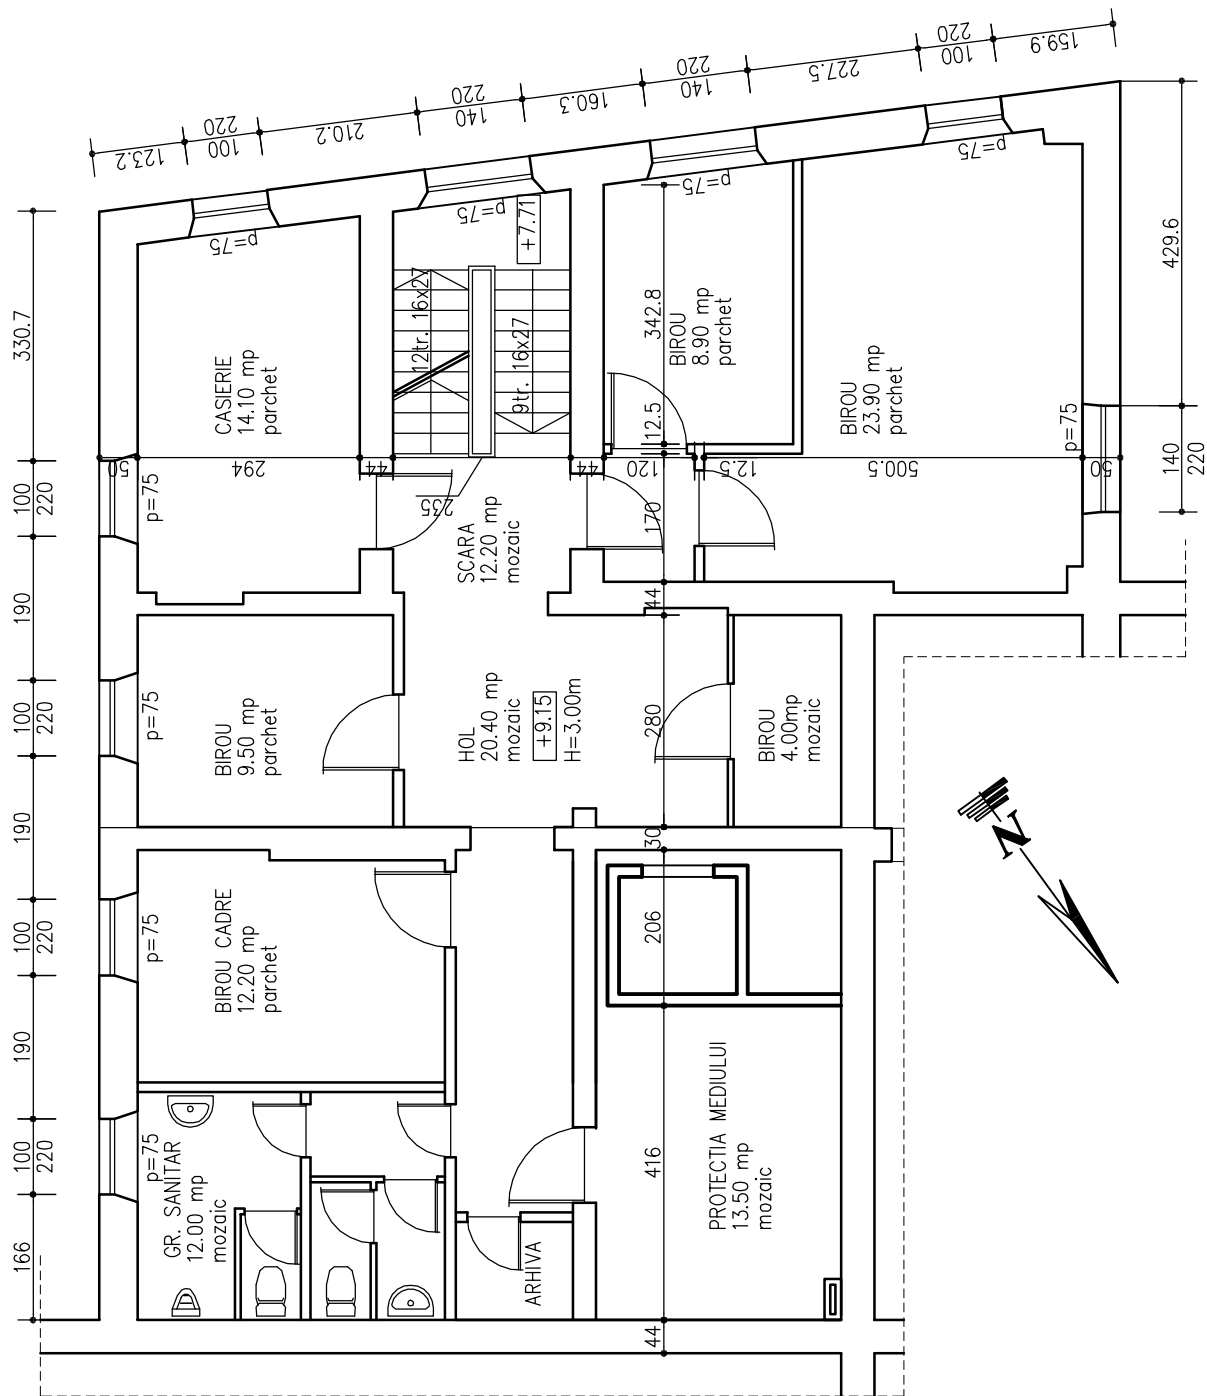 123.2
100
220
210.2
140
220
160.3
140
220
227.5
100
220
159.9
p=75
p=75
p=75
p=75
330.7
100
220
190
100
220
190
100
220
190
100
220
166
429.6
140
220
p=75
CASIERIE
14.10 mp
parchet
12tr. 16x27
9tr. 16x27
+7.71
342.8
BIROU
8.90 mp
parchet
BIROU
23.90 mp
parchet
12.5
50
294
44
44
120
12.5
500.5
50
235
170
p=75
SCARA
12.20 mp
mozaic
44
p=75
BIROU
9.50 mp
parchet
HOL
20.40 mp
mozaic
+9.15
H=3.00m
280
BIROU
4.00mp
mozaic
30
N
p=75
BIROU CADRE
12.20 mp
parchet
206
p=75
GR. SANITAR
12.00 mp
mozaic
416
PROTECTIA MEDIULUI
13.50 mp
mozaic
ARHIVA
44